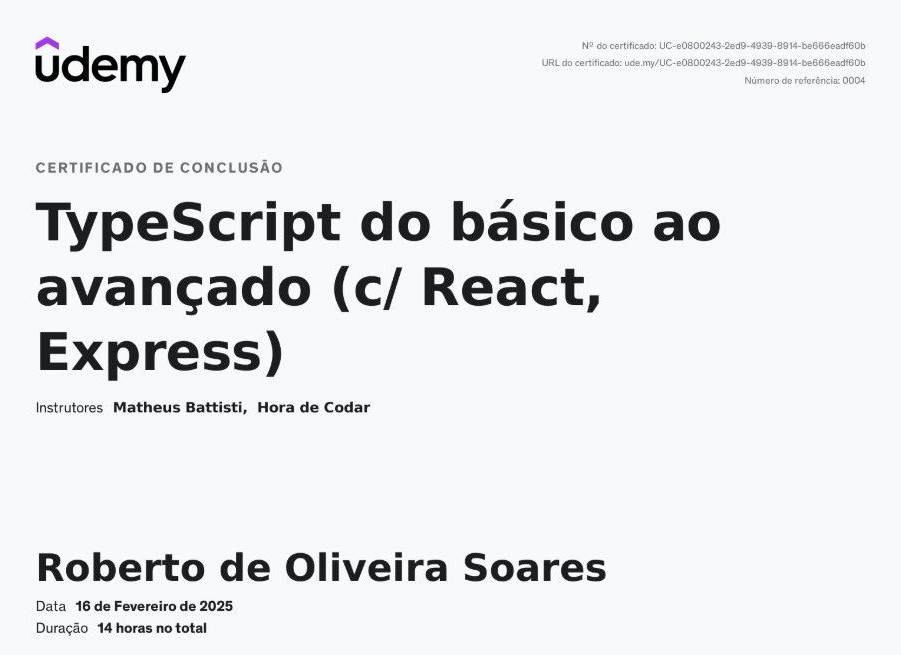 udemy
Nº do certificado: UC-e0800243-2ed9-4939-8914-be666eadf60b
URL do certificado: ude.my/UC-e0800243-2ed9-4939-8914-be666eadf60b
Número de referência: 0004
CERTIFICADO DE CONCLUSÃO
TypeScript do básico ao
avançado (c/ React,
Express)
Instrutores Matheus Battisti, Hora de Codar
Roberto de Oliveira Soares
Data 16 de Fevereiro de 2025
Duração 14 horas no total